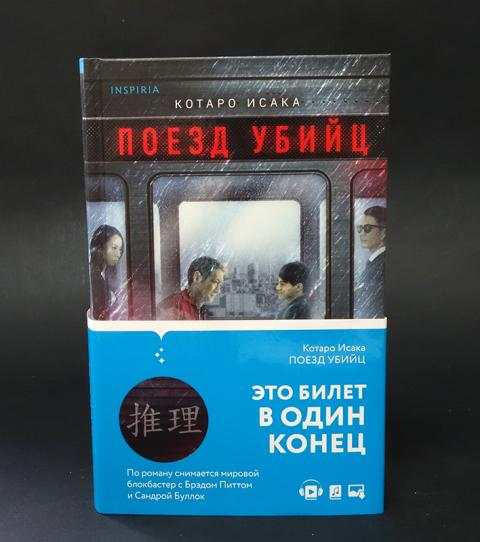 INSPIRIA
КОТАРО ИСАКА
ПОЕЗД УБИЙЦ
Котаро Исака
ПОЕЗД УБИЙЦ
ЭТО БИЛЕТ
В ОДИН
КОНЕЦ
推理
По роману снимается мировой
блокбастер с Брэдом Питтом
и Сандрой Буллок